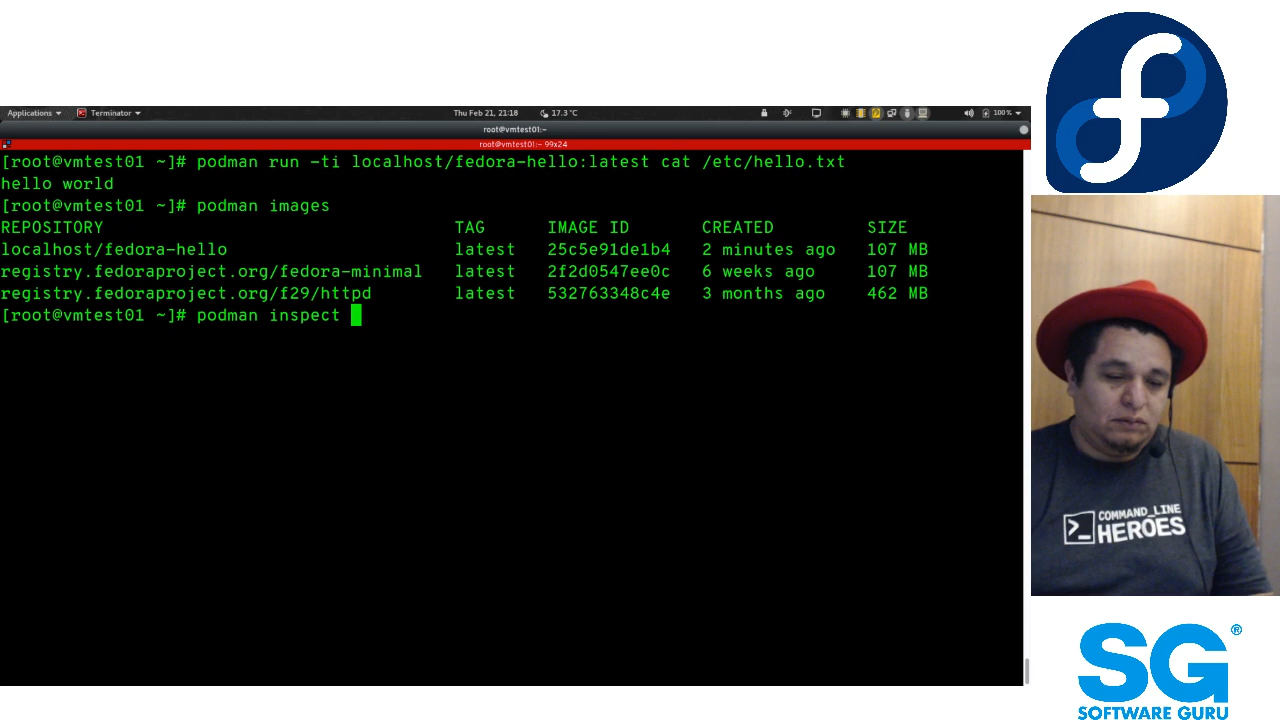 Applications
Terminator
Thu Feb 21, 21:18
17.3 °C
100 %
root@vmtest01:~
root@vmtest01:~ 99x24
[root@vmtest01 ~]# podman run -ti localhost/fedora-hello:latest cat /etc/hello.txt
hello world
[root@vmtest01 ~]# podman images
REPOSITORY TAG IMAGE ID CREATED SIZE
localhost/fedora-hello latest 25c5e91de1b4 2 minutes ago 107 MB
registry.fedoraproject.org/fedora-minimal latest 2f2d0547ee0c 6 weeks ago 107 MB
registry.fedoraproject.org/f29/httpd latest 532763348c4e 3 months ago 462 MB
[root@vmtest01 ~]# podman inspect
>_ COMMAND_LINE
HEROES
SG®
SOFTWARE GURU